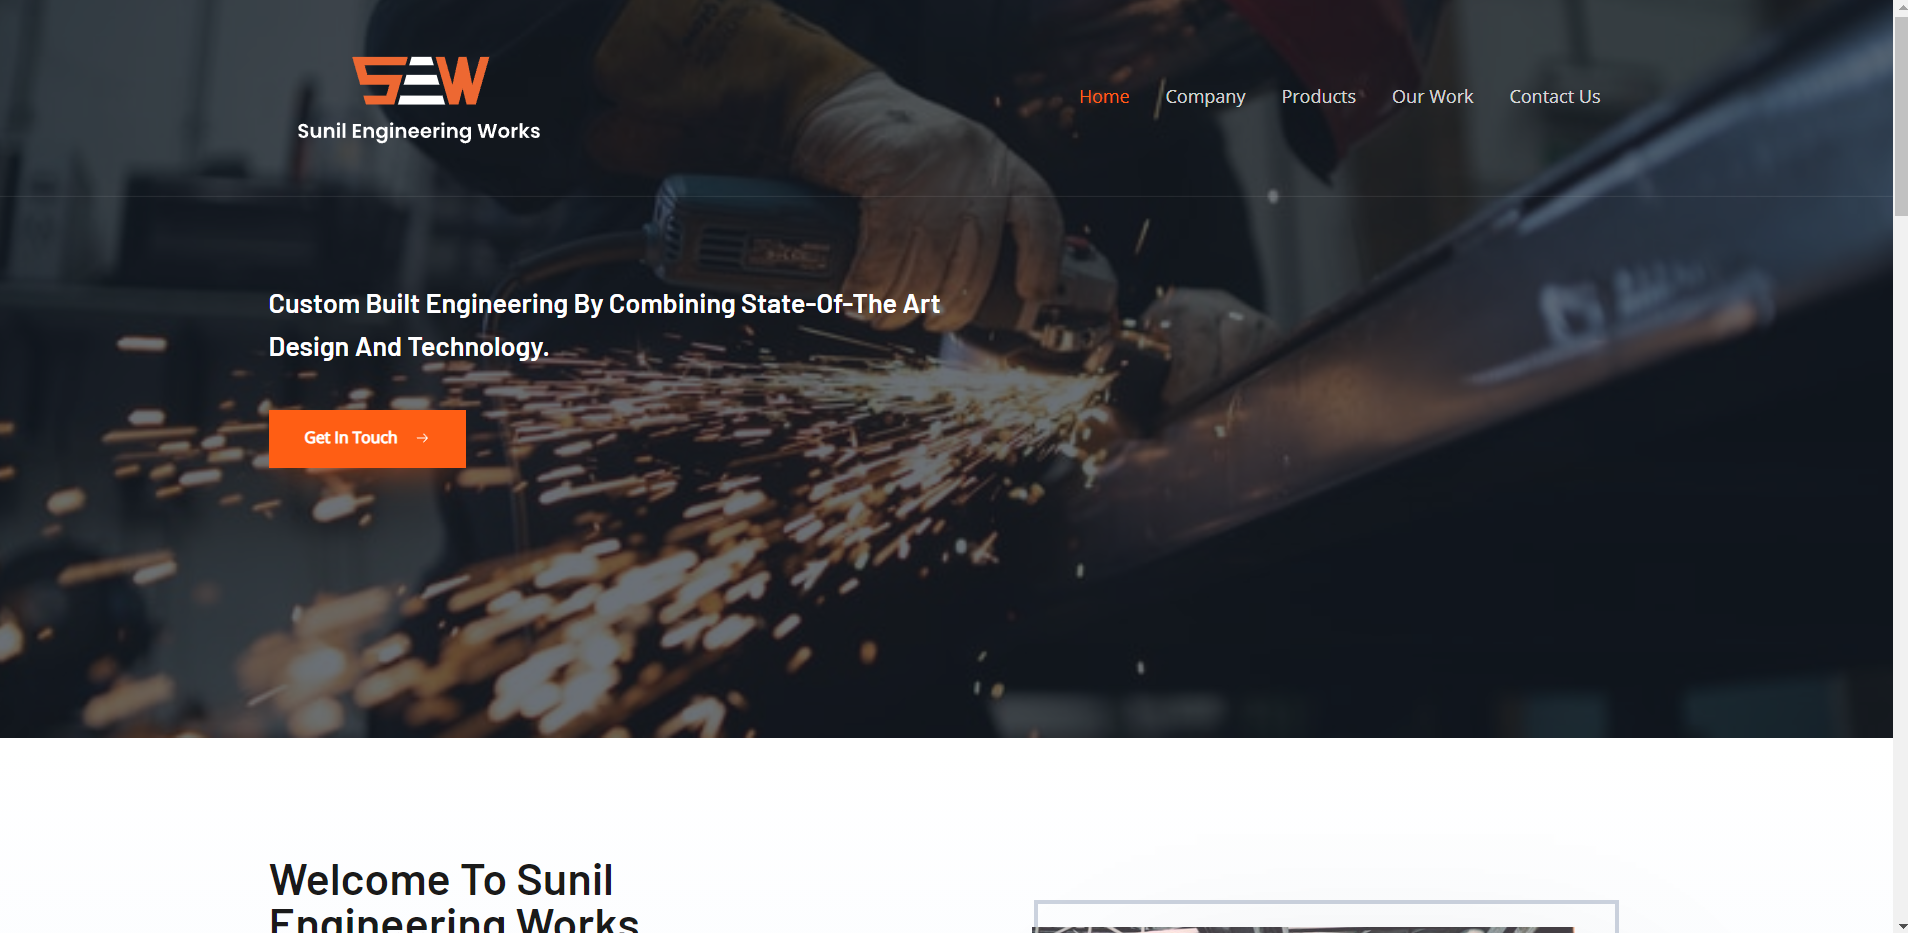 SEW
Sunil Engineering Works
Home
Company
Products
Our Work
Contact Us
Custom Built Engineering By Combining State-Of-The Art
Design And Technology.
Get In Touch →
Welcome To Sunil
Engineering Works